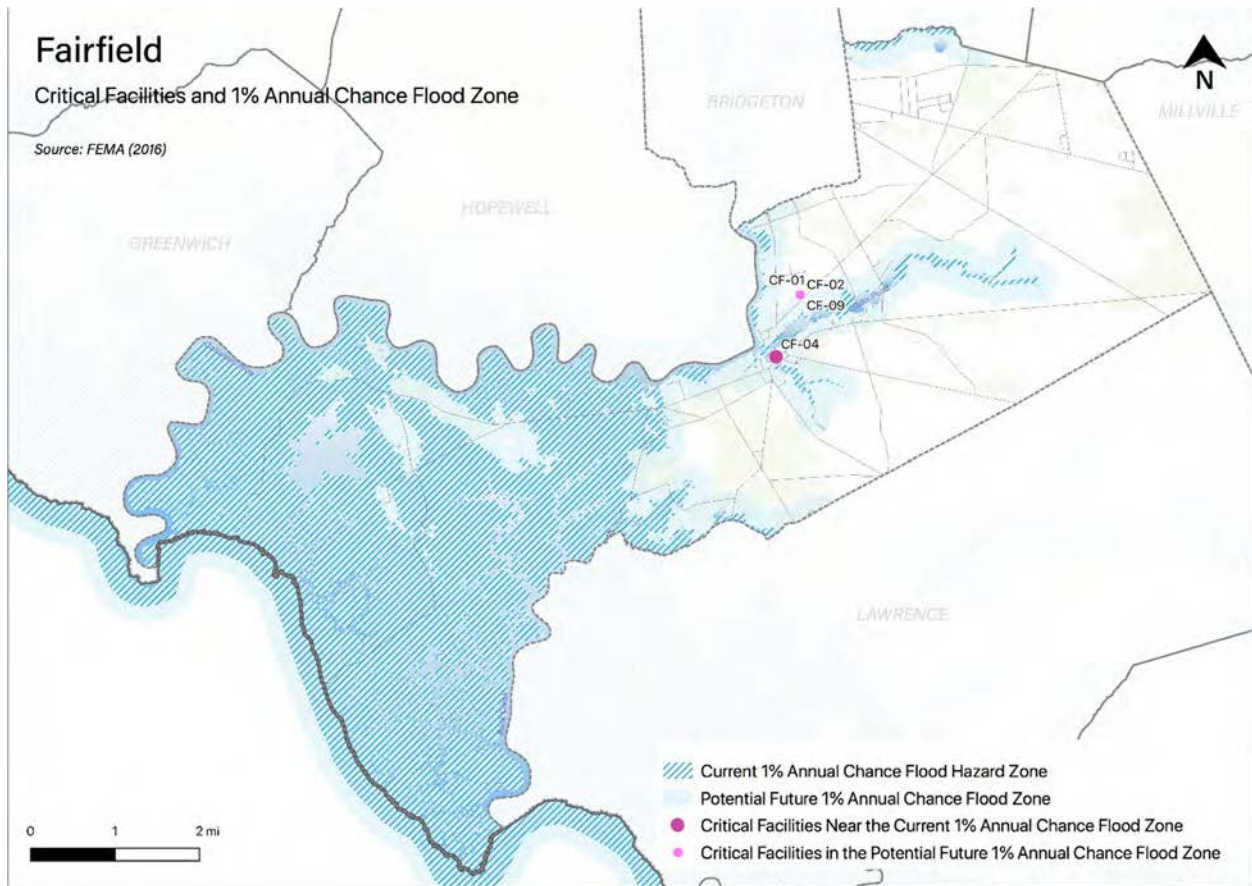 Fairfield
Critical Facilities and 1% Annual Chance Flood Zone
Source: FEMA (2016)
N
BRIDGETON
MILLVILLE
HOPEWELL
GREENWICH
CF-01 CF-02
CF-09
CF-04
LAWRENCE
Current 1% Annual Chance Flood Hazard Zone
Potential Future 1% Annual Chance Flood Zone
Critical Facilities Near the Current 1% Annual Chance Flood Zone
Critical Facilities in the Potential Future 1% Annual Chance Flood Zone
0 1 2 mi